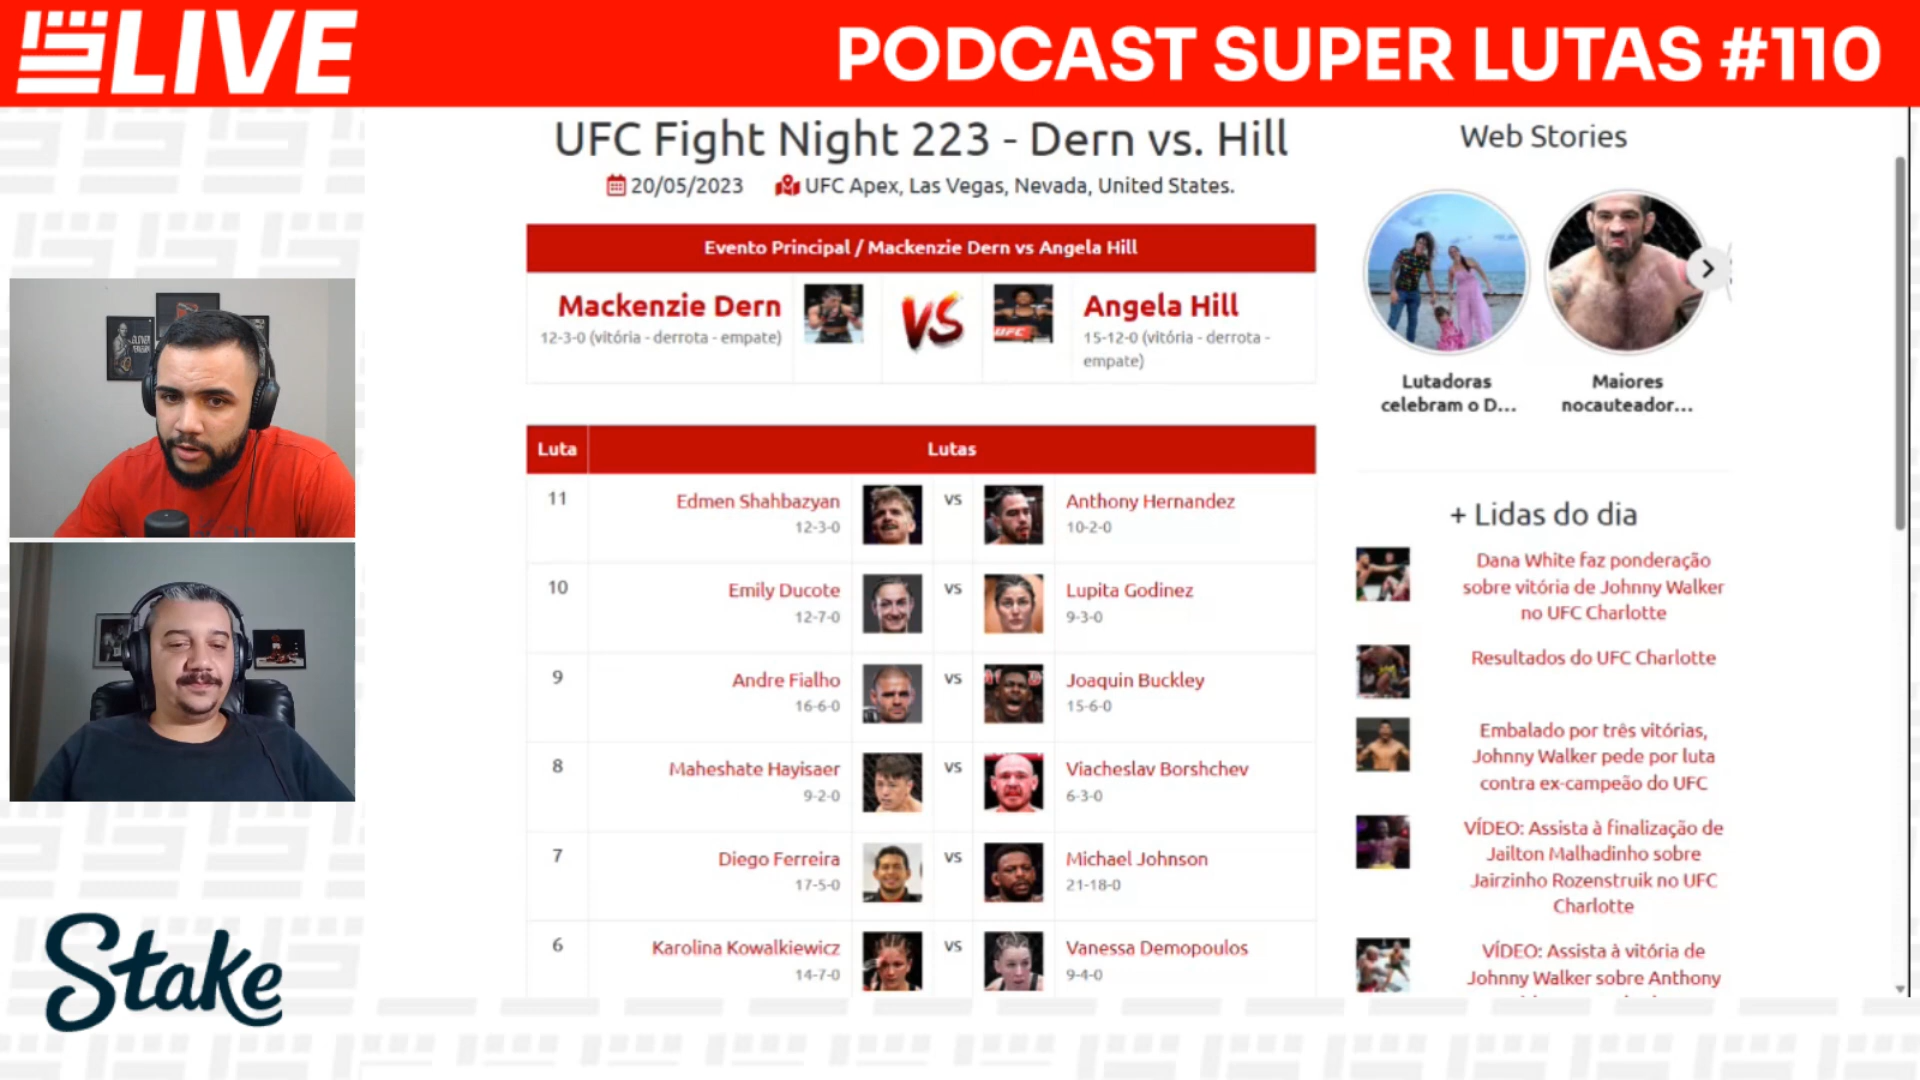 LIVE
PODCAST SUPER LUTAS #110
UFC Fight Night 223 - Dern vs. Hill
20/05/2023
UFC Apex, Las Vegas, Nevada, United States.
Evento Principal / Mackenzie Dern vs Angela Hill
Mackenzie Dern
12-3-0 (vitória - derrota - empate)
VS
UFC
Angela Hill
15-12-0 (vitória - derrota -
empate)
Luta
Lutas
11
Edmen Shahbazyan
12-3-0
vs
Anthony Hernandez
10-2-0
10
Emily Ducote
12-7-0
vs
Lupita Godinez
9-3-0
9
Andre Fialho
16-6-0
vs
Joaquin Buckley
15-6-0
8
Maheshate Hayisaer
9-2-0
vs
Viacheslav Borshchev
6-3-0
7
Diego Ferreira
17-5-0
vs
Michael Johnson
21-18-0
6
Karolina Kowalkiewicz
14-7-0
vs
Vanessa Demopoulos
9-4-0
Web Stories
Lutadoras
celebram o D...
Maiores
nocauteador...
+ Lidas do dia
Dana White faz ponderação
sobre vitória de Johnny Walker
no UFC Charlotte
Resultados do UFC Charlotte
Embalado por três vitórias,
Johnny Walker pede por luta
contra ex-campeão do UFC
VÍDEO: Assista à finalização de
Jailton Malhadinho sobre
Jairzinho Rozenstruik no UFC
Charlotte
VÍDEO: Assista à vitória de
Johnny Walker sobre Anthony
Stake